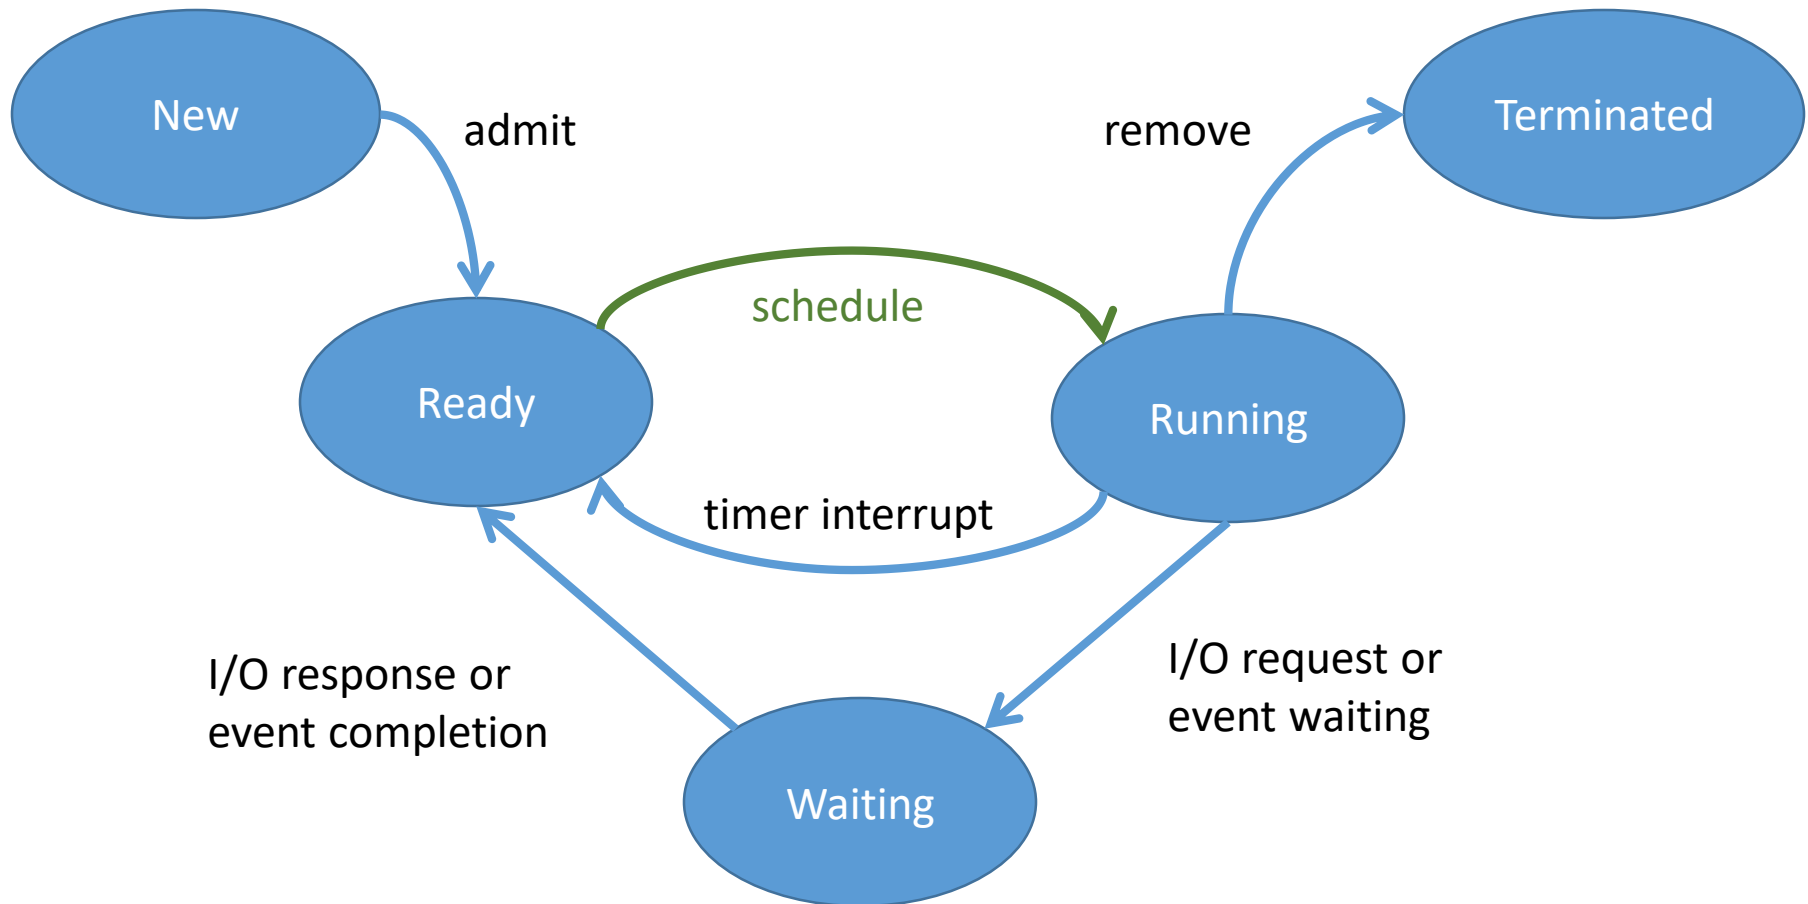 New
admit
remove
Terminated
schedule
Ready
Running
timer interrupt
I/O response or
event completion
I/O request or
event waiting
Waiting